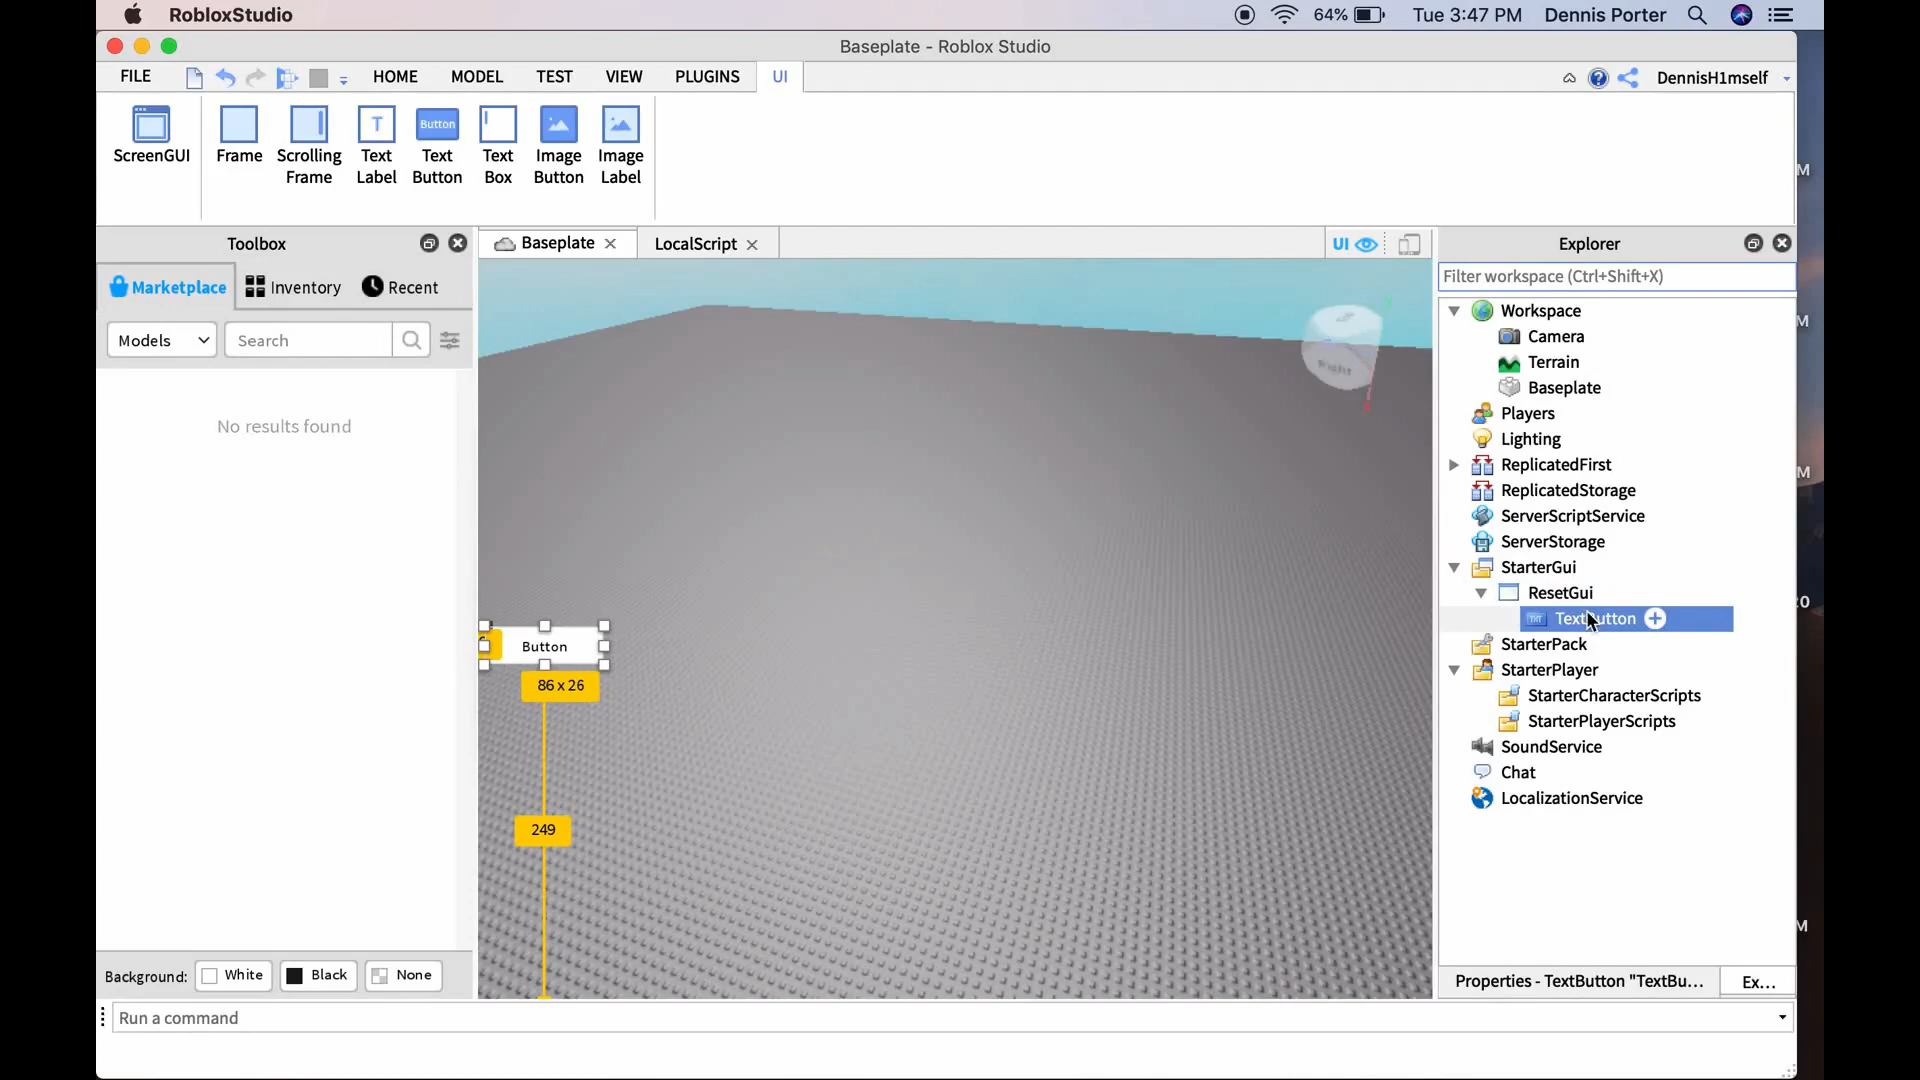 RobloxStudio
64%
Tue 3:47 PM
Dennis Porter
Baseplate - Roblox Studio
FILE
HOME
MODEL
TEST
VIEW
PLUGINS
UI
DennisH1mself
ScreenGUI
Frame
Scrolling
Frame
Text
Label
Button
Text
Button
Text
Box
Image
Button
Image
Label
Toolbox
Baseplate
LocalScript
UI
Explorer
Marketplace
Inventory
Recent
Models
Search
No results found
Background:
White
Black
None
Right
Button
86 x 26
249
Filter workspace (Ctrl+Shift+X)
Workspace
Camera
Terrain
Baseplate
Players
Lighting
ReplicatedFirst
ReplicatedStorage
ServerScriptService
ServerStorage
StarterGui
ResetGui
TextButton
StarterPack
StarterPlayer
StarterCharacterScripts
StarterPlayerScripts
SoundService
Chat
LocalizationService
Properties - TextButton "TextBu...
Ex...
Run a command